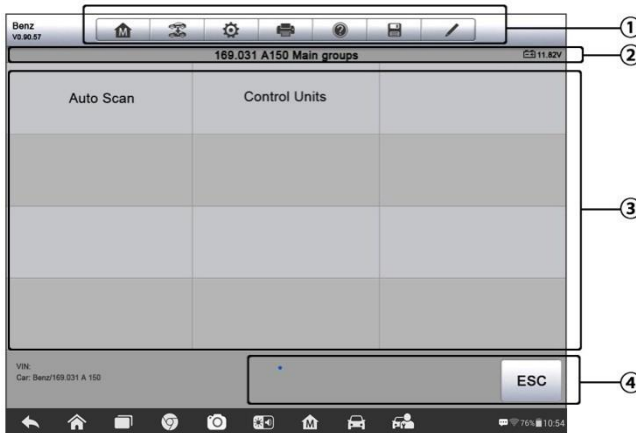 Benz
V0.90.57
M
?
①
169.031 A150 Main groups
11.82V
②
Auto Scan
Control Units
③
VIN:
Car: Benz/169.031 A 150
ESC
④
M
76% 10:54